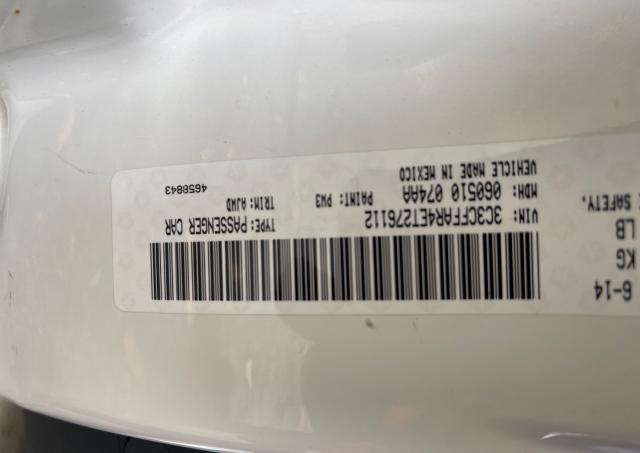 6-14
KG
LB
SAFETY.
VIN: 3C3CFFAR4ET276112
TYPE: PASSENGER CAR
MDH: 060510 074AA
PAINT: PW3
TRIM: AJWD
VEHICLE MADE IN MEXICO
4658843